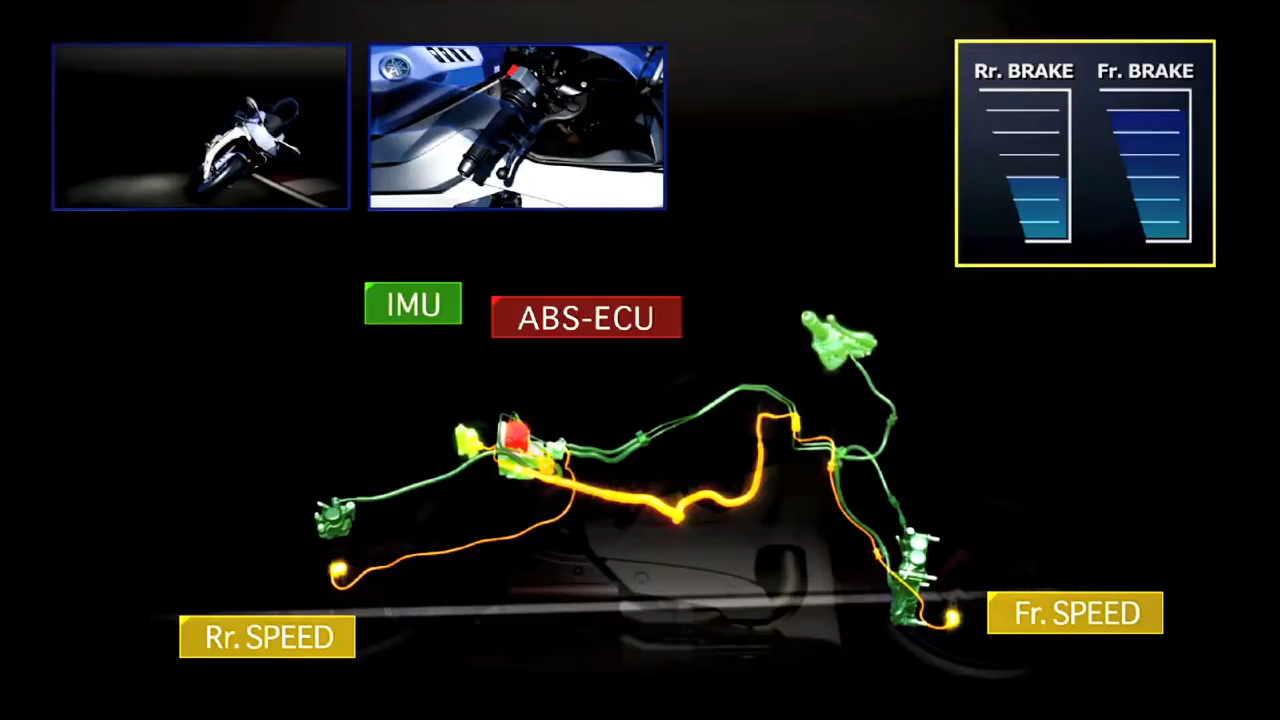 Rr. BRAKE
Fr. BRAKE
IMU
ABS-ECU
Rr. SPEED
Fr. SPEED